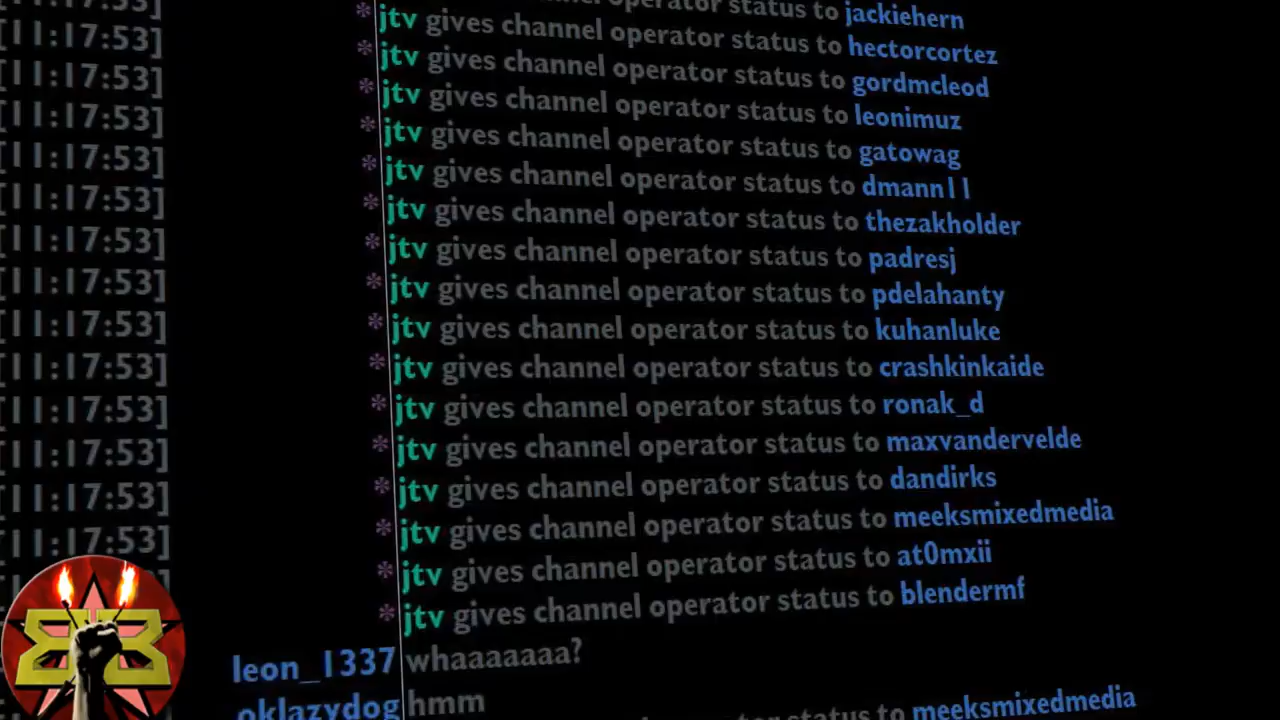 [11:17:53] operator status to jackiehern
[11:17:53] * jtv gives channel operator status to hectorcortez
[11:17:53] * jtv gives channel operator status to gordmcleod
[11:17:53] * jtv gives channel operator status to leonimuz
[11:17:53] * jtv gives channel operator status to gatowag
[11:17:53] * jtv gives channel operator status to dmann11
[11:17:53] * jtv gives channel operator status to thezakholder
[11:17:53] * jtv gives channel operator status to padresj
[11:17:53] * jtv gives channel operator status to pdelahanty
[11:17:53] * jtv gives channel operator status to kuhanluke
[11:17:53] * jtv gives channel operator status to crashkinkaide
[11:17:53] * jtv gives channel operator status to ronak_d
[11:17:53] * jtv gives channel operator status to maxvandervelde
[11:17:53] * jtv gives channel operator status to dandirks
[11:17:53] * jtv gives channel operator status to meeksmixedmedia
* jtv gives channel operator status to at0mxii
* jtv gives channel operator status to blendermf
leon_1337 whaaaaaaa?
oklazydog hmm
meeksmixedmedia
BB